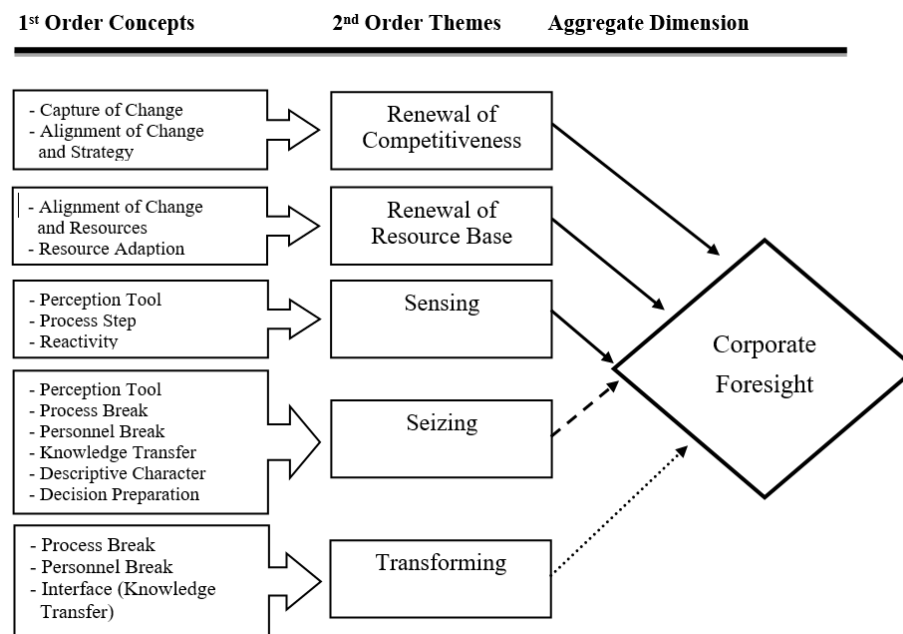 1st Order Concepts 2nd Order Themes Aggregate Dimension
- Capture of Change
- Alignment of Change
and Strategy
Renewal of
Competitiveness
- Alignment of Change
and Resources
- Resource Adaption
Renewal of
Resource Base
- Perception Tool
- Process Step
- Reactivity
Sensing
- Perception Tool
- Process Break
- Personnel Break
- Knowledge Transfer
- Descriptive Character
- Decision Preparation
Seizing
- Process Break
- Personnel Break
- Interface (Knowledge
Transfer)
Transforming
Corporate
Foresight